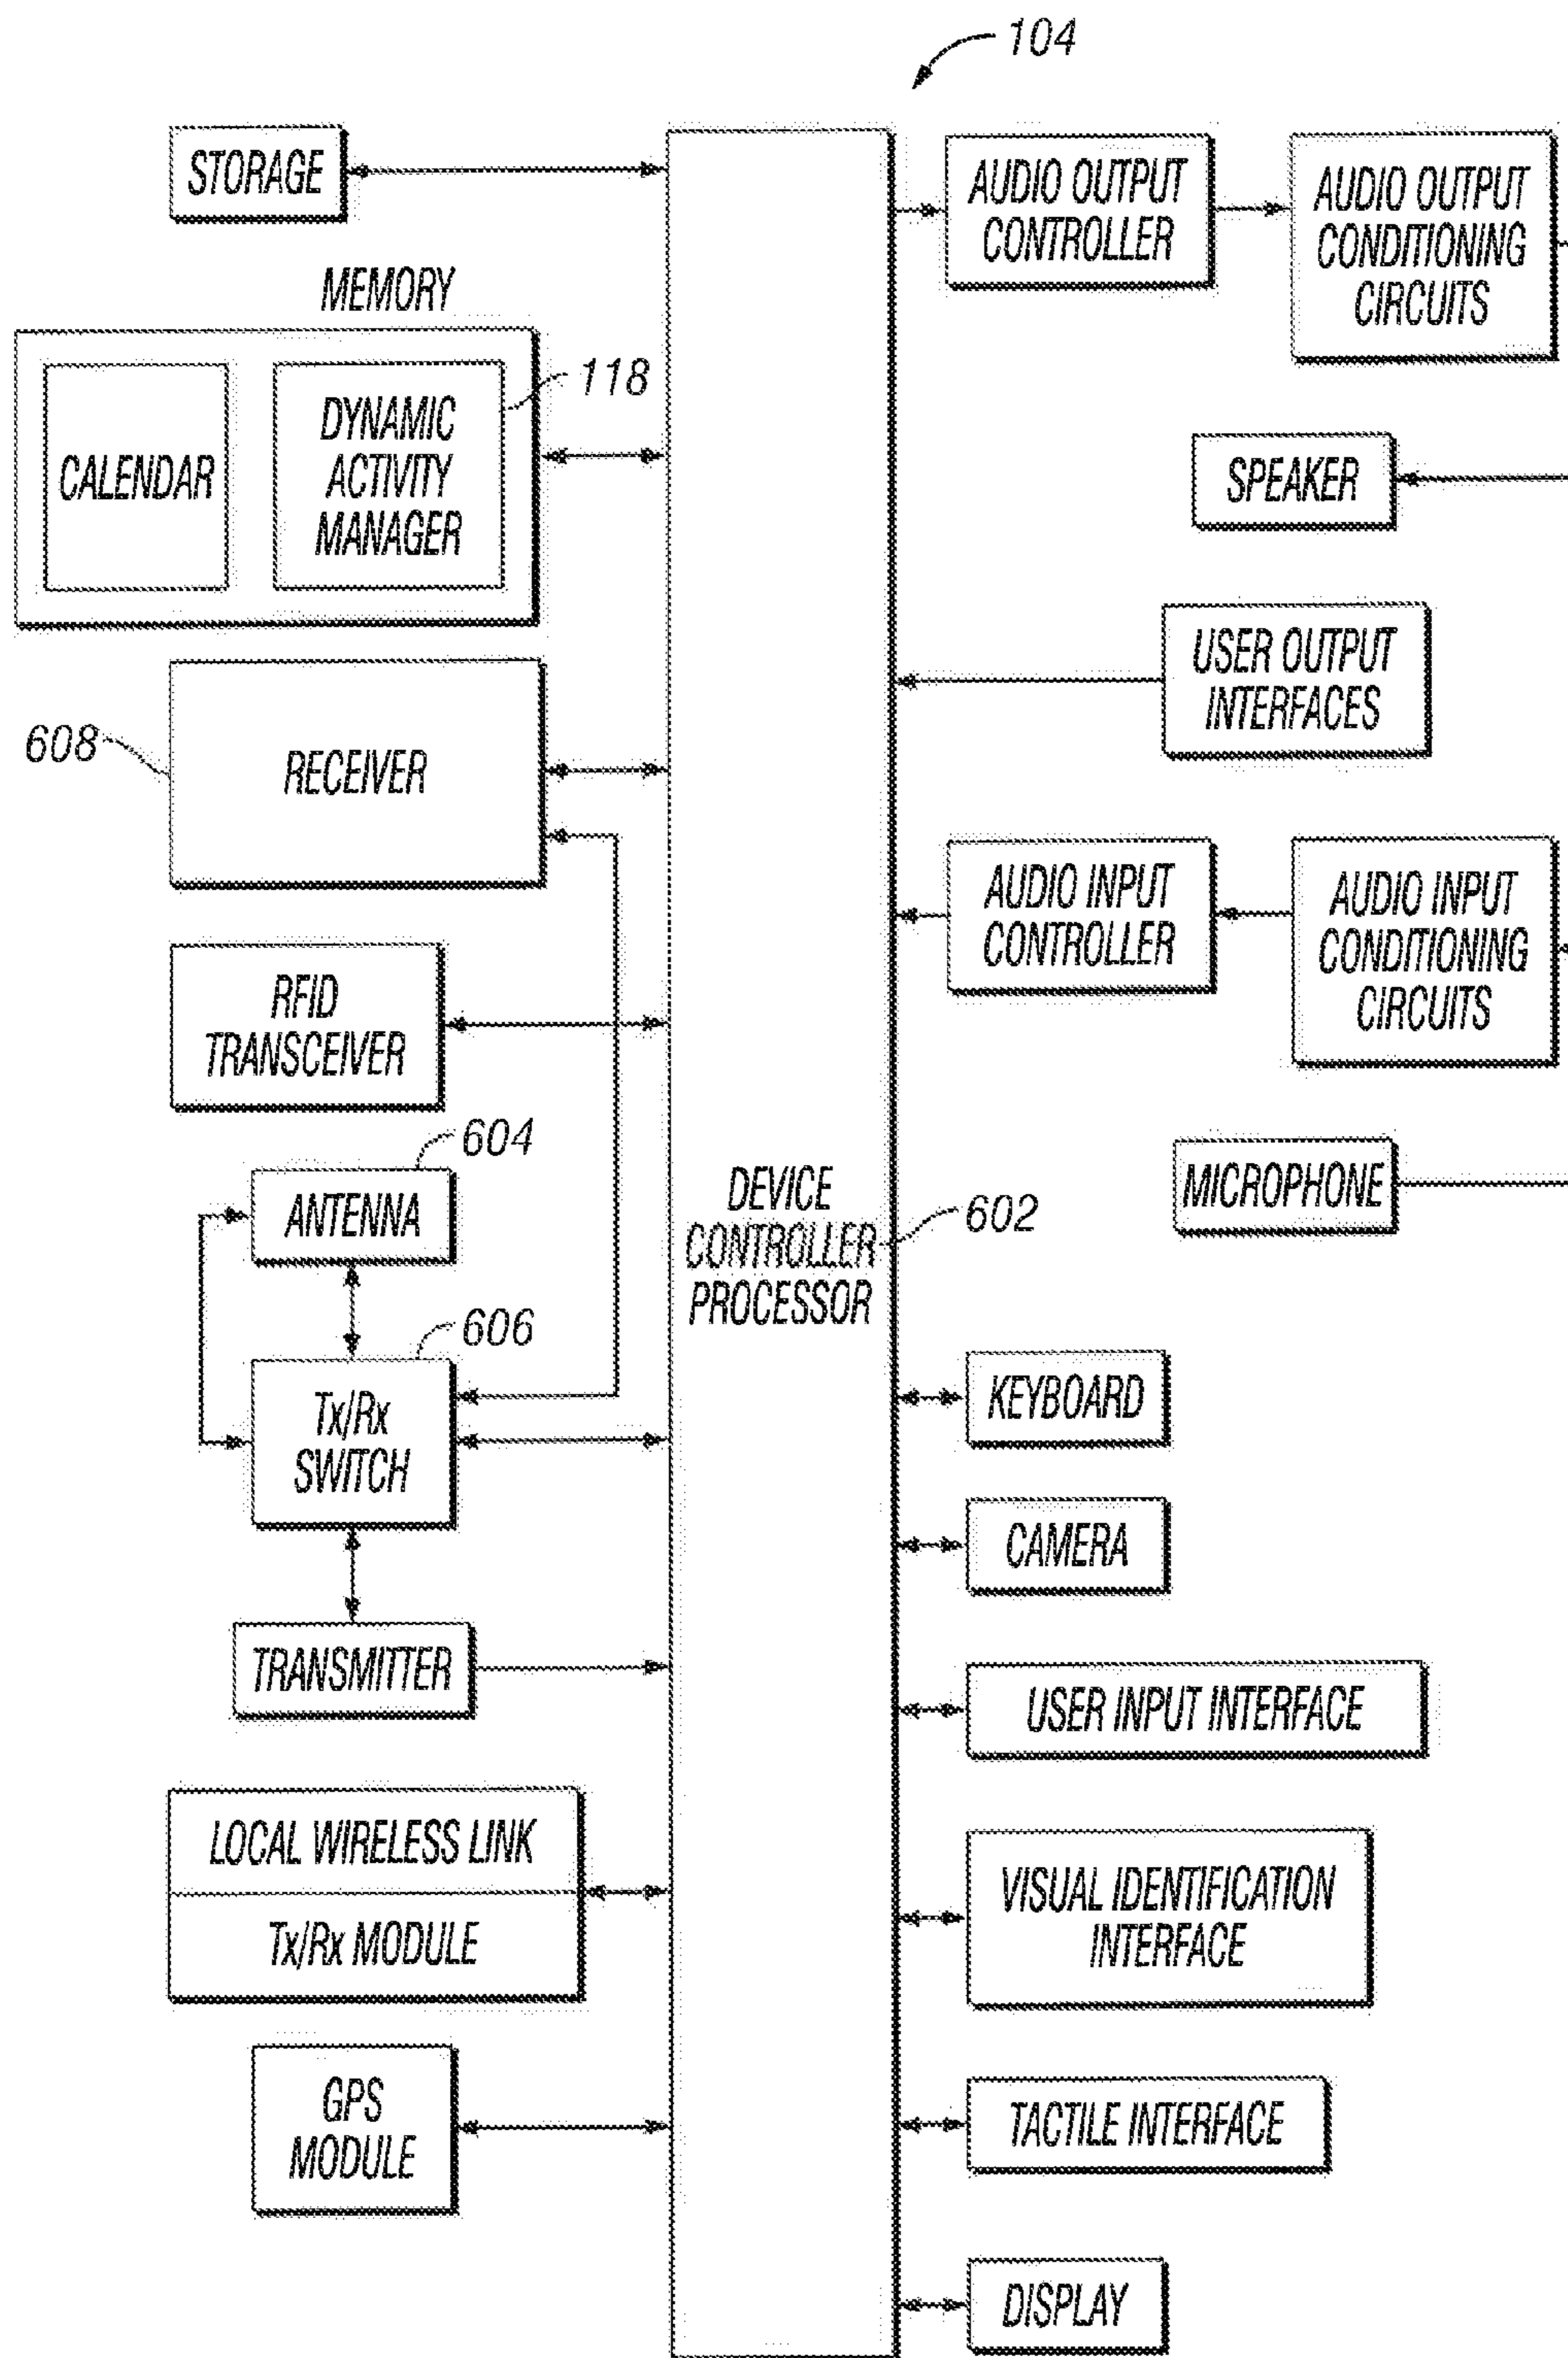 104
STORAGE
MEMORY
CALENDAR
DYNAMIC
ACTIVITY
MANAGER
118
608
RECEIVER
RFID
TRANSCEIVER
604
ANTENNA
606
Tx/Rx
SWITCH
TRANSMITTER
LOCAL WIRELESS LINK
Tx/Rx MODULE
GPS
MODULE
DEVICE
CONTROLLER
PROCESSOR
602
AUDIO OUTPUT
CONTROLLER
AUDIO OUTPUT
CONDITIONING
CIRCUITS
SPEAKER
USER OUTPUT
INTERFACES
AUDIO INPUT
CONTROLLER
AUDIO INPUT
CONDITIONING
CIRCUITS
MICROPHONE
KEYBOARD
CAMERA
USER INPUT INTERFACE
VISUAL IDENTIFICATION
INTERFACE
TACTILE INTERFACE
DISPLAY